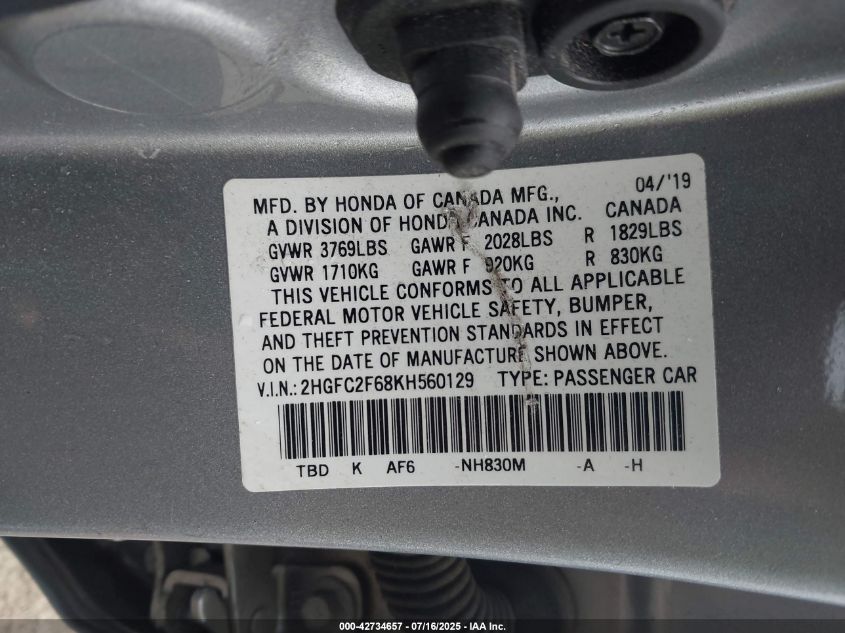 04/'19
MFD. BY HONDA OF CANADA MFG.,
A DIVISION OF HONDA CANADA INC. CANADA
GVWR 3769LBS GAWR F 2028LBS R 1829LBS
GVWR 1710KG GAWR F 920KG R 830KG
THIS VEHICLE CONFORMS TO ALL APPLICABLE
FEDERAL MOTOR VEHICLE SAFETY, BUMPER,
AND THEFT PREVENTION STANDARDS IN EFFECT
ON THE DATE OF MANUFACTURE SHOWN ABOVE.
V.I.N.: 2HGFC2F68KH560129 TYPE: PASSENGER CAR
TBD K AF6 -NH830M -A -H
000-42734657 - 07/16/2025 - IAA Inc.